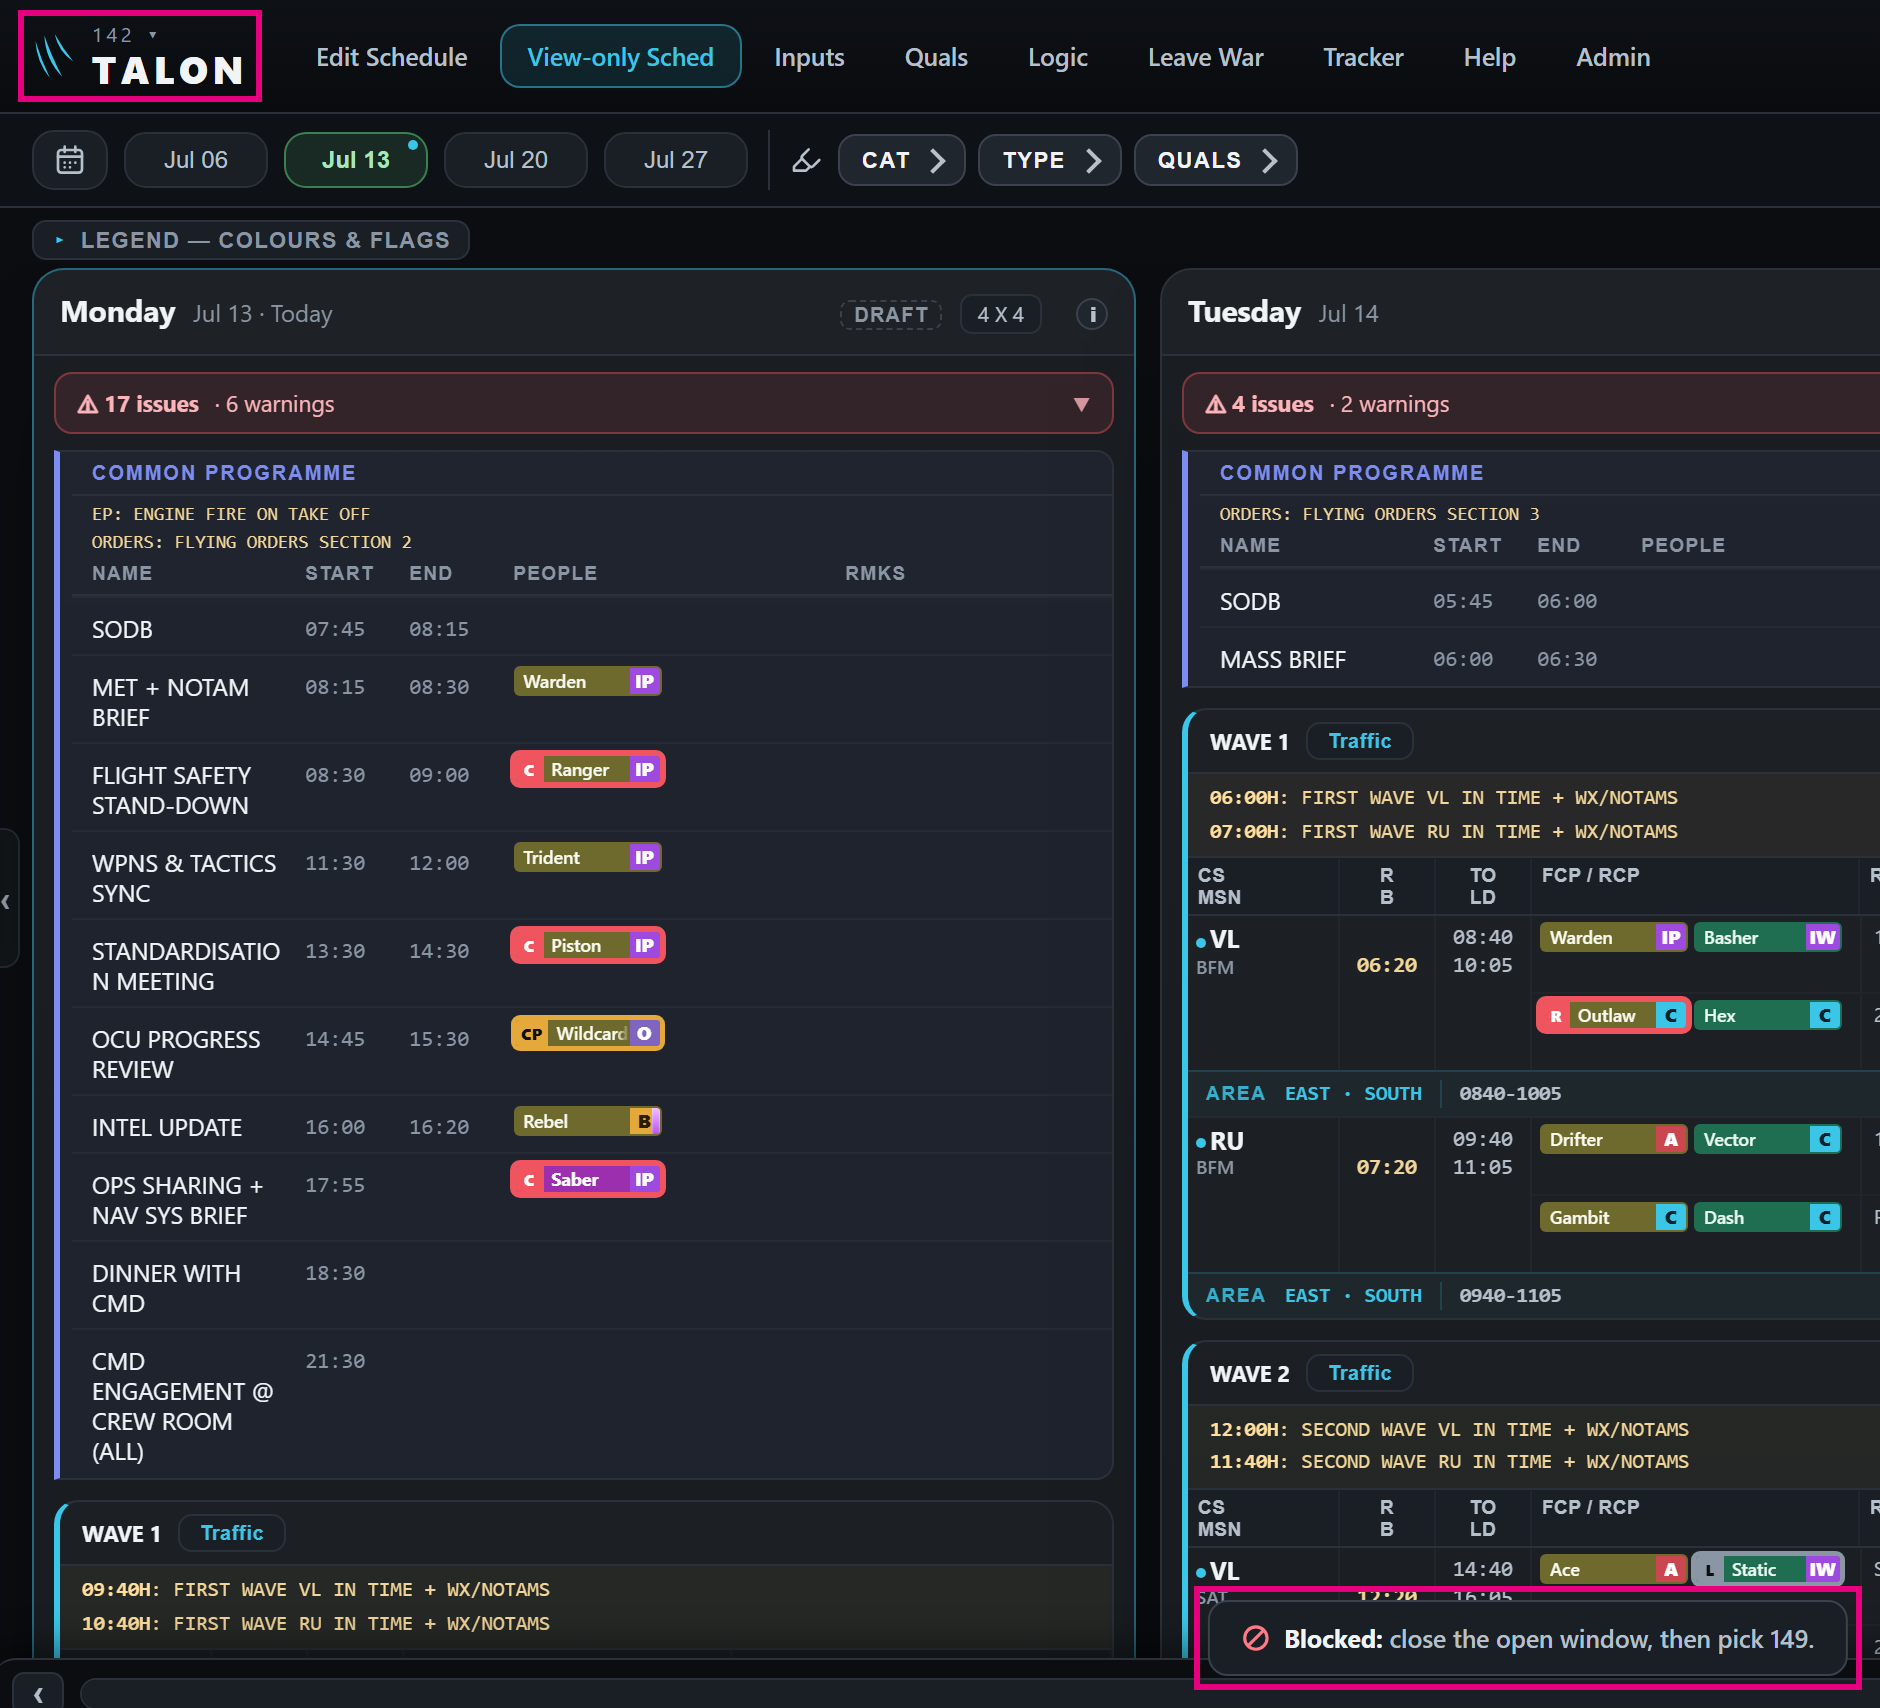 142 ▼
TALON
Edit Schedule
View-only Sched
Inputs
Quals
Logic
Leave War
Tracker
Help
Admin
Jul 06
Jul 13
Jul 20
Jul 27
CAT
TYPE
QUALS
LEGEND — COLOURS & FLAGS
Monday Jul 13 · Today
DRAFT
4 X 4
i
17 issues · 6 warnings
COMMON PROGRAMME
EP: ENGINE FIRE ON TAKE OFF
ORDERS: FLYING ORDERS SECTION 2
NAME START END PEOPLE RMKS
SODB 07:45 08:15
MET + NOTAM 08:15 08:30 Warden IP
BRIEF
FLIGHT SAFETY 08:30 09:00 C Ranger IP
STAND-DOWN
WPNS & TACTICS 11:30 12:00 Trident IP
SYNC
STANDARDISATIO 13:30 14:30 C Piston IP
N MEETING
OCU PROGRESS 14:45 15:30 CP Wildcard O
REVIEW
INTEL UPDATE 16:00 16:20 Rebel B
OPS SHARING + 17:55 C Saber IP
NAV SYS BRIEF
DINNER WITH 18:30
CMD
CMD 21:30
ENGAGEMENT @
CREW ROOM
(ALL)
WAVE 1 Traffic
09:40H: FIRST WAVE VL IN TIME + WX/NOTAMS
10:40H: FIRST WAVE RU IN TIME + WX/NOTAMS
Tuesday Jul 14
4 issues · 2 warnings
COMMON PROGRAMME
ORDERS: FLYING ORDERS SECTION 3
NAME START END PEOPLE
SODB 05:45 06:00
MASS BRIEF 06:00 06:30
WAVE 1 Traffic
06:00H: FIRST WAVE VL IN TIME + WX/NOTAMS
07:00H: FIRST WAVE RU IN TIME + WX/NOTAMS
CS R TO FCP / RCP
MSN B LD
VL 08:40 Warden IP Basher IW
BFM 06:20 10:05
R Outlaw C Hex C
AREA EAST · SOUTH 0840-1005
RU 09:40 Drifter A Vector C
BFM 07:20 11:05
Gambit C Dash C
AREA EAST · SOUTH 0940-1105
WAVE 2 Traffic
12:00H: SECOND WAVE VL IN TIME + WX/NOTAMS
11:40H: SECOND WAVE RU IN TIME + WX/NOTAMS
CS R TO FCP / RCP
MSN B LD
VL 14:40 Ace A L Static IW
SAT 12:20 16:05
Blocked: close the open window, then pick 149.